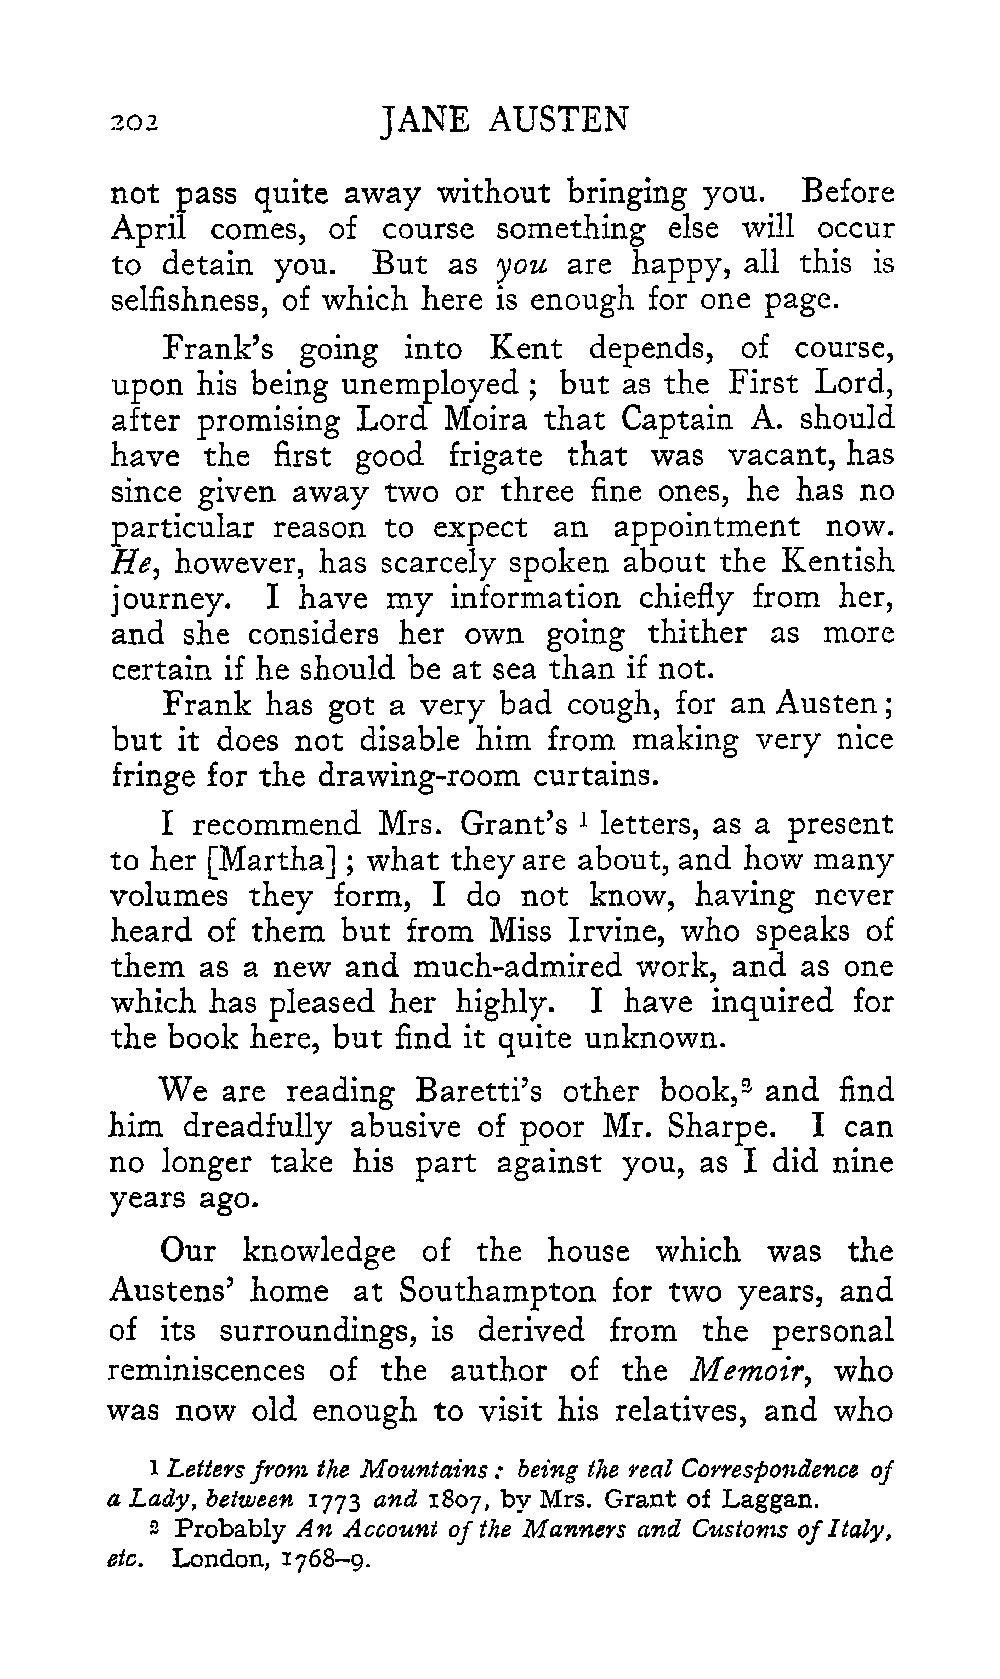 202 JANE AUSTEN
not pass quite away without bringing you. Before
April comes, of course something else will occur
to detain you. But as you are happy, all this is
selfishness, of which here is enough for one page.
Frank's going into Kent depends, of course,
upon his being unemployed ; but as the First Lord,
after promising Lord Moira that Captain A. should
have the first good frigate that was vacant, has
since given away two or three fine ones, he has no
particular reason to expect an appointment now.
He, however, has scarcely spoken about the Kentish
journey. I have my information chiefly from her,
and she considers her own going thither as more
certain if he should be at sea than if not.
Frank has got a very bad cough, for an Austen ;
but it does not disable him from making very nice
fringe for the drawing-room curtains.
I recommend Mrs. Grant's 1 letters, as a present
to her [Martha] ; what they are about, and how many
volumes they form, I do not know, having never
heard of them but from Miss Irvine, who speaks of
them as a new and much-admired work, and as one
which has pleased her highly. I have inquired for
the book here, but find it quite unknown.
We are reading Baretti's other book,2 and find
him dreadfully abusive of poor Mr. Sharpe. I can
no longer take his part against you, as I did nine
years ago.
Our knowledge of the house which was the
Austens' home at Southampton for two years, and
of its surroundings, is derived from the personal
reminiscences of the author of the Memoir, who
was now old enough to visit his relatives, and who
1 Letters from the Mountains : being the real Correspondence of
a Lady, between 1773 and 1807, by Mrs. Grant of Laggan.
2 Probably An Account of the Manners and Customs of Italy,
etc. London, 1768–9.